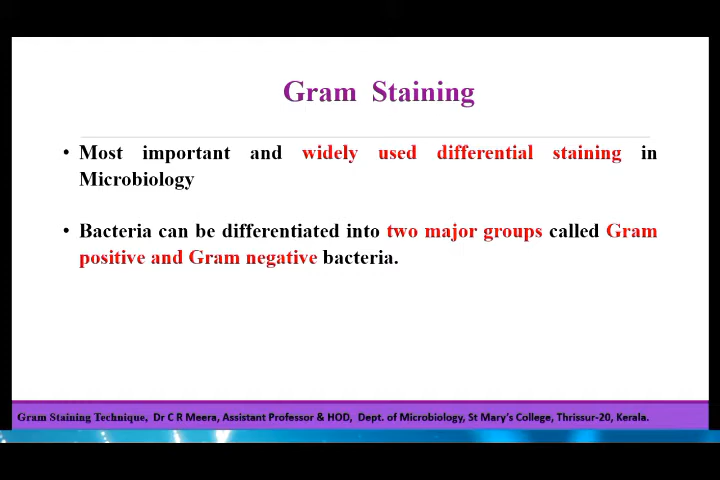 Gram Staining
• Most important and widely used differential staining in
Microbiology
• Bacteria can be differentiated into two major groups called Gram
positive and Gram negative bacteria.
Gram Staining Technique, Dr C R Meera, Assistant Professor & HOD, Dept. of Microbiology, St Mary's College, Thrissur-20, Kerala.